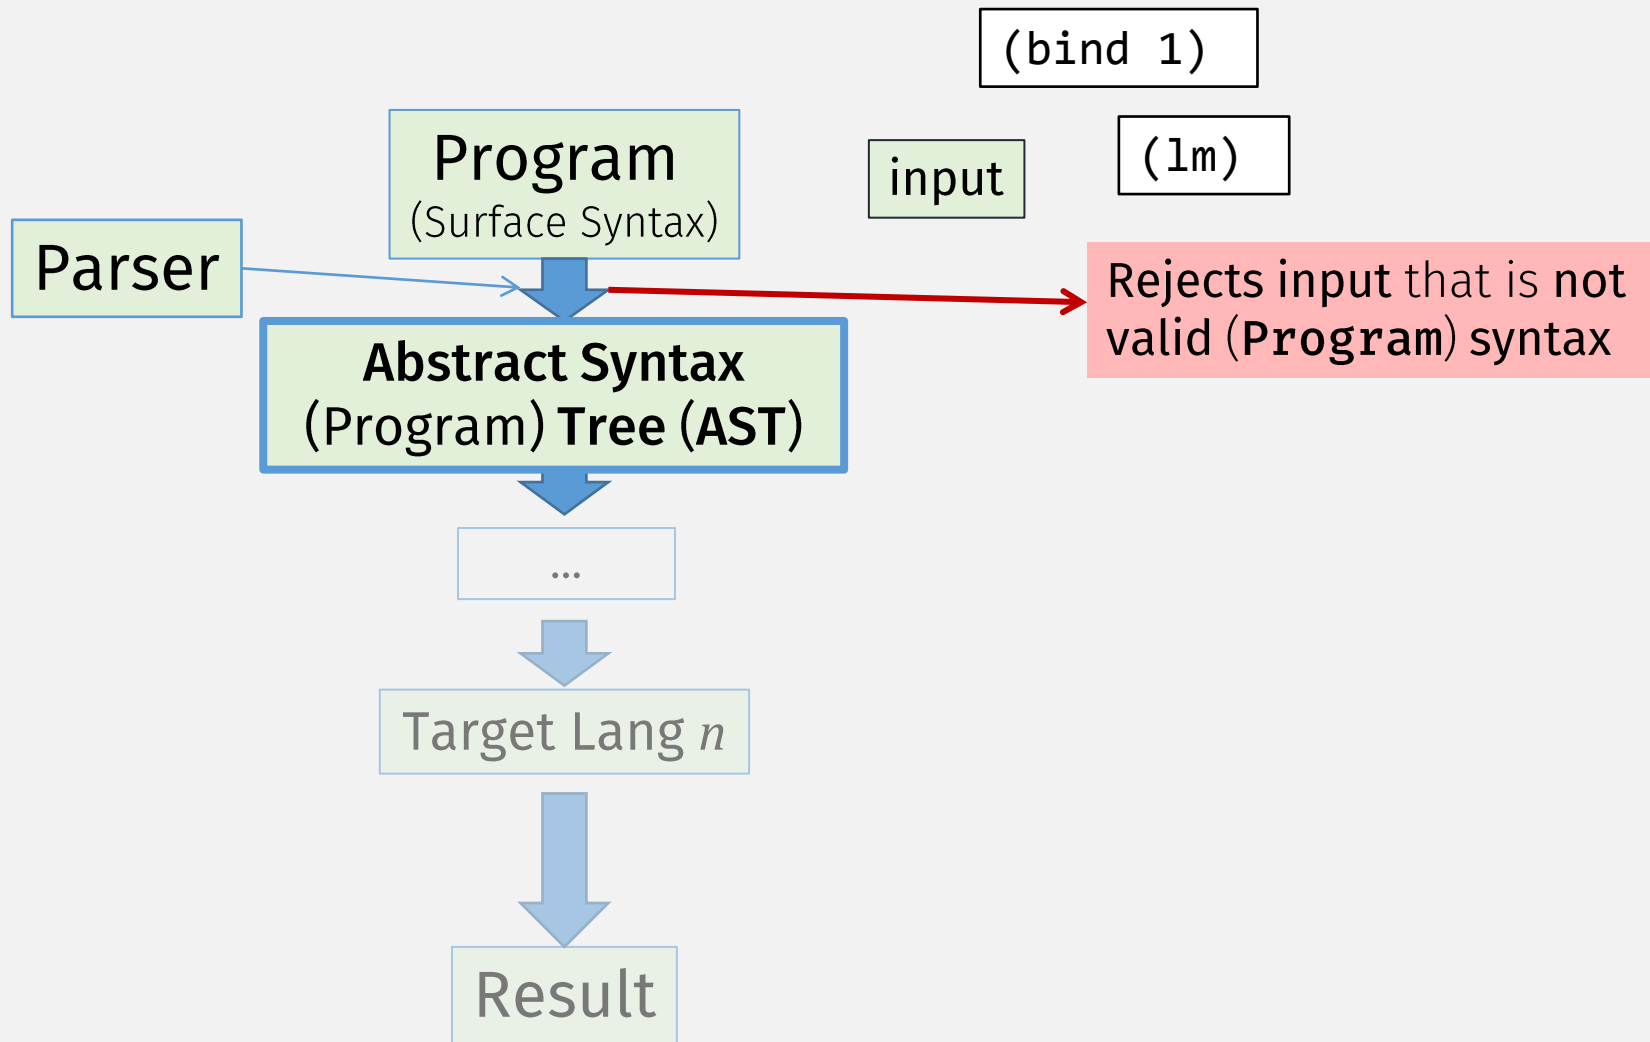 (bind 1)
(lm)
input
Program
(Surface Syntax)
Parser
Rejects input that is not
valid (Program) syntax
Abstract Syntax
(Program) Tree (AST)
...
Target Lang n
Result